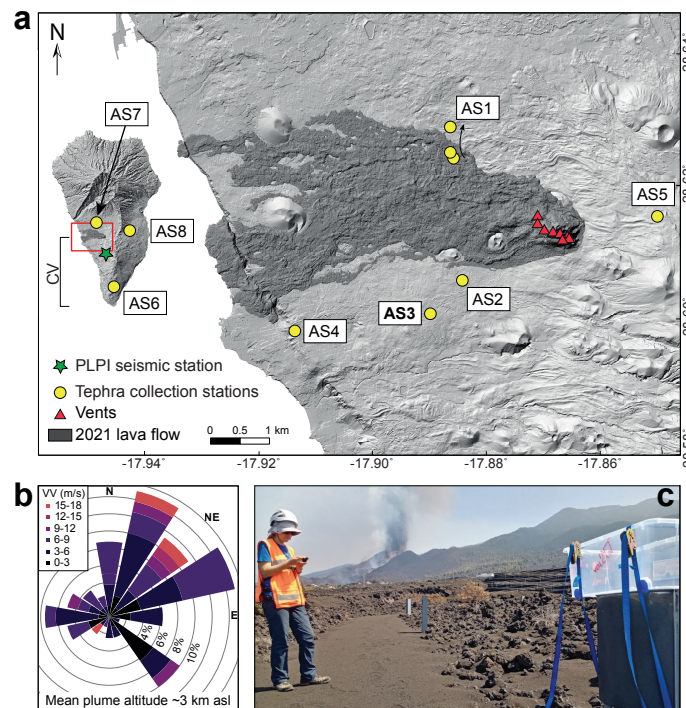 a
N
AS7
AS1
AS5
AS8
CV
AS6
AS2
AS3
AS4
PLPI seismic station
Tephra collection stations
Vents
2021 lava flow
0 0.5 1 km
-17.94 -17.92 -17.90 -17.88 -17.86
b
VV (m/s)
15-18
12-15
9-12
6-9
3-6
0-3
N
NE
E
4%
6%
8%
10%
Mean plume altitude ~3 km asl
c